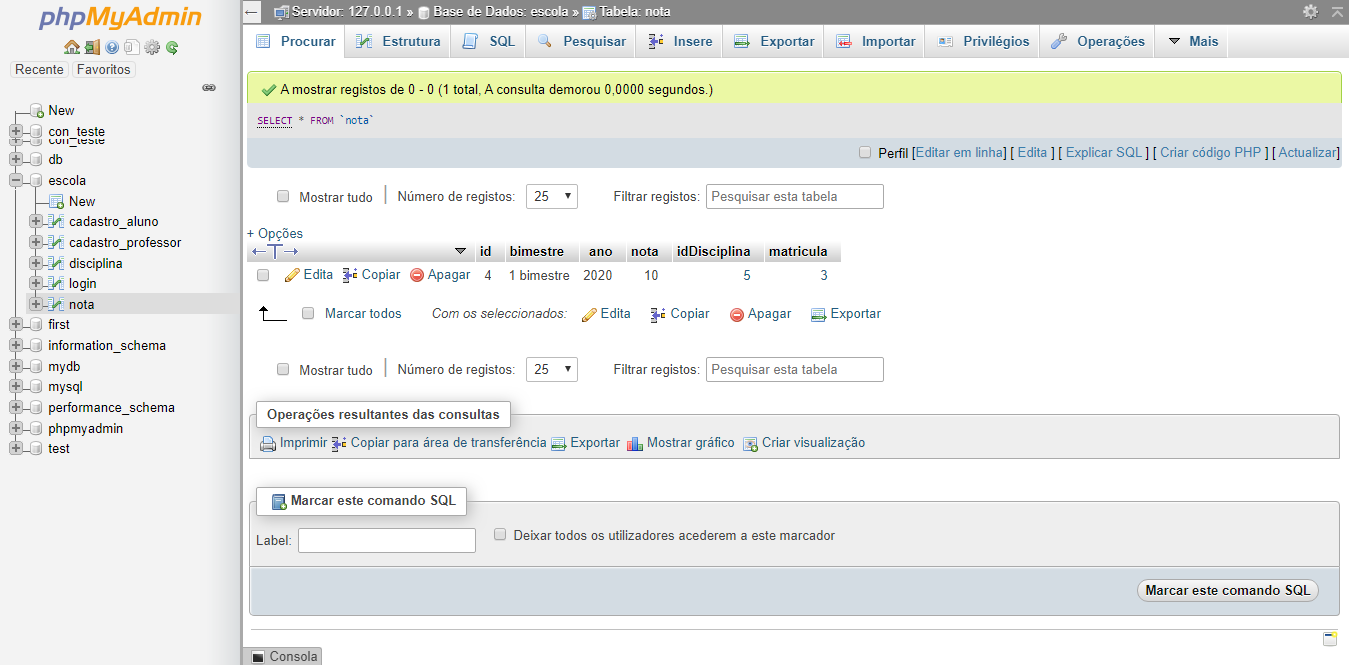 phpMyAdmin
Recente Favoritos
New
con_teste
con_teste
db
escola
New
cadastro_aluno
cadastro_professor
disciplina
login
nota
first
information_schema
mydb
mysql
performance_schema
phpmyadmin
test
Servidor: 127.0.0.1 » Base de Dados: escola » Tabela: nota
Procurar Estrutura SQL Pesquisar Insere Exportar Importar Privilégios Operações Mais
A mostrar registos de 0 - 0 (1 total, A consulta demorou 0,0000 segundos.)
SELECT * FROM `nota`
Perfil [Editar em linha] [ Edita ] [ Explicar SQL ] [ Criar código PHP ] [ Actualizar]
Mostrar tudo Número de registos: 25 Filtrar registos: Pesquisar esta tabela
+ Opções
id bimestre ano nota idDisciplina matricula
Edita Copiar Apagar 4 1 bimestre 2020 10 5 3
Marcar todos Com os seleccionados: Edita Copiar Apagar Exportar
Mostrar tudo Número de registos: 25 Filtrar registos: Pesquisar esta tabela
Operações resultantes das consultas
Imprimir Copiar para área de transferência Exportar Mostrar gráfico Criar visualização
Marcar este comando SQL
Label: Deixar todos os utilizadores acederem a este marcador
Marcar este comando SQL
Consola